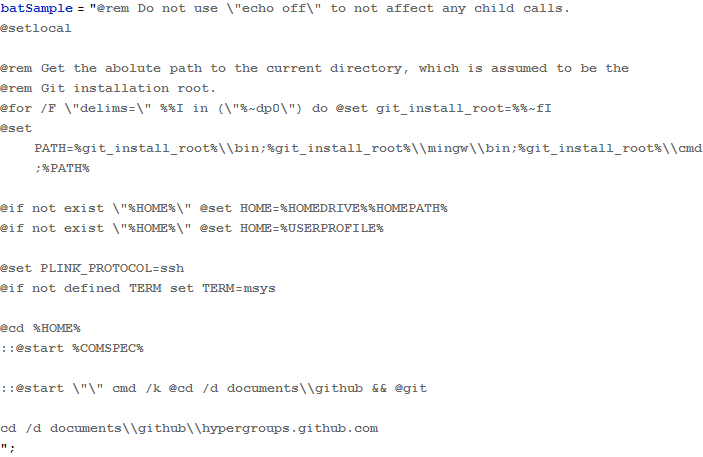 batSample = "@rem Do not use \"echo off\" to not affect any child calls.
@setlocal
@rem Get the abolute path to the current directory, which is assumed to be the
@rem Git installation root.
@for /F \"delims=\" %%I in (\"%~dp0\") do @set git_install_root=%%~fI
@set
PATH=%git_install_root%\\bin;%git_install_root%\\mingw\\bin;%git_install_root%\\cmd
;%PATH%
@if not exist \"%HOME%\" @set HOME=%HOMEDRIVE%%HOMEPATH%
@if not exist \"%HOME%\" @set HOME=%USERPROFILE%
@set PLINK_PROTOCOL=ssh
@if not defined TERM set TERM=msys
@cd %HOME%
::@start %COMSPEC%
::@start \"\" cmd /k @cd /d documents\\github && @git
cd /d documents\\github\\hypergroups.github.com
";